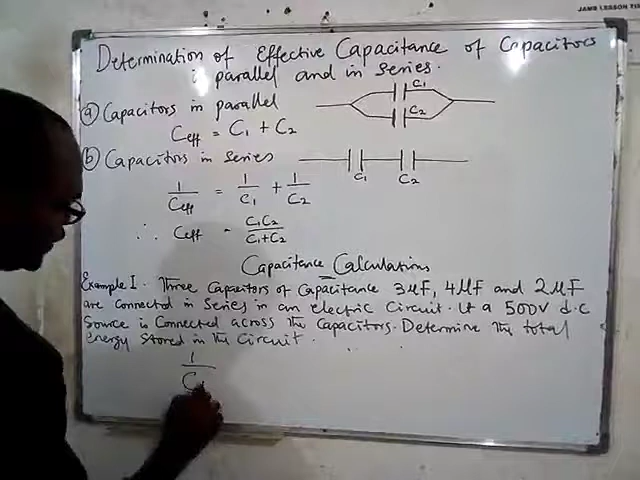 JAMB LESSON
Determination of Effective Capacitance of Capacitors
in parallel and in series.
(a) Capacitors in parallel
C1
C2
Ceff = C1 + C2
(b) Capacitors in Series
C1 C2
1/Ceff = 1/C1 + 1/C2
∴ Ceff = C1C2/C1+C2
Capacitance Calculations
Example I. Three Capacitors of Capacitance 3µF, 4µF and 2µF
are connected in Series in an electric Circuit. If a 500V d.c
Source is Connected across the Capacitors. Determine the total
energy stored in the Circuit.
1/C